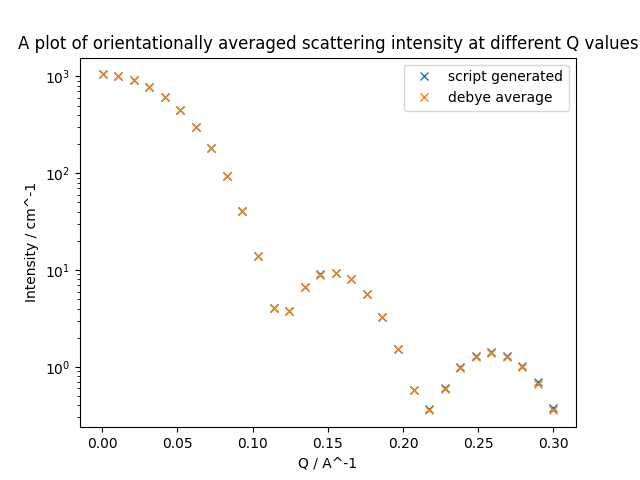 A plot of orientationally averaged scattering intensity at different Q values
script generated
debye average
10^3
10^2
10^1
10^0
Intensity / cm^-1
0.00 0.05 0.10 0.15 0.20 0.25 0.30
Q / A^-1